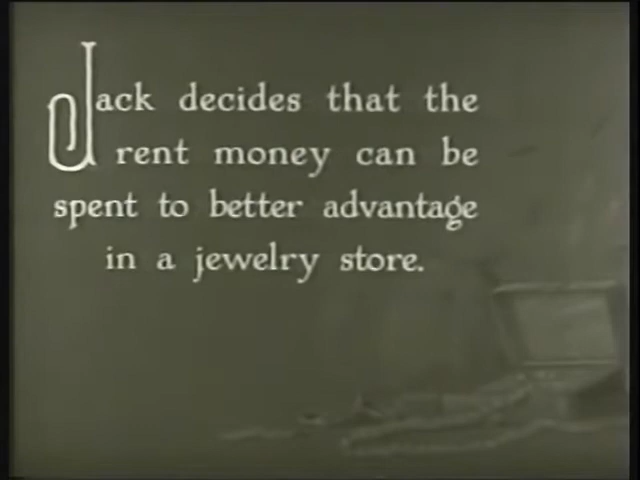 Jack decides that the
rent money can be
spent to better advantage
in a jewelry store.